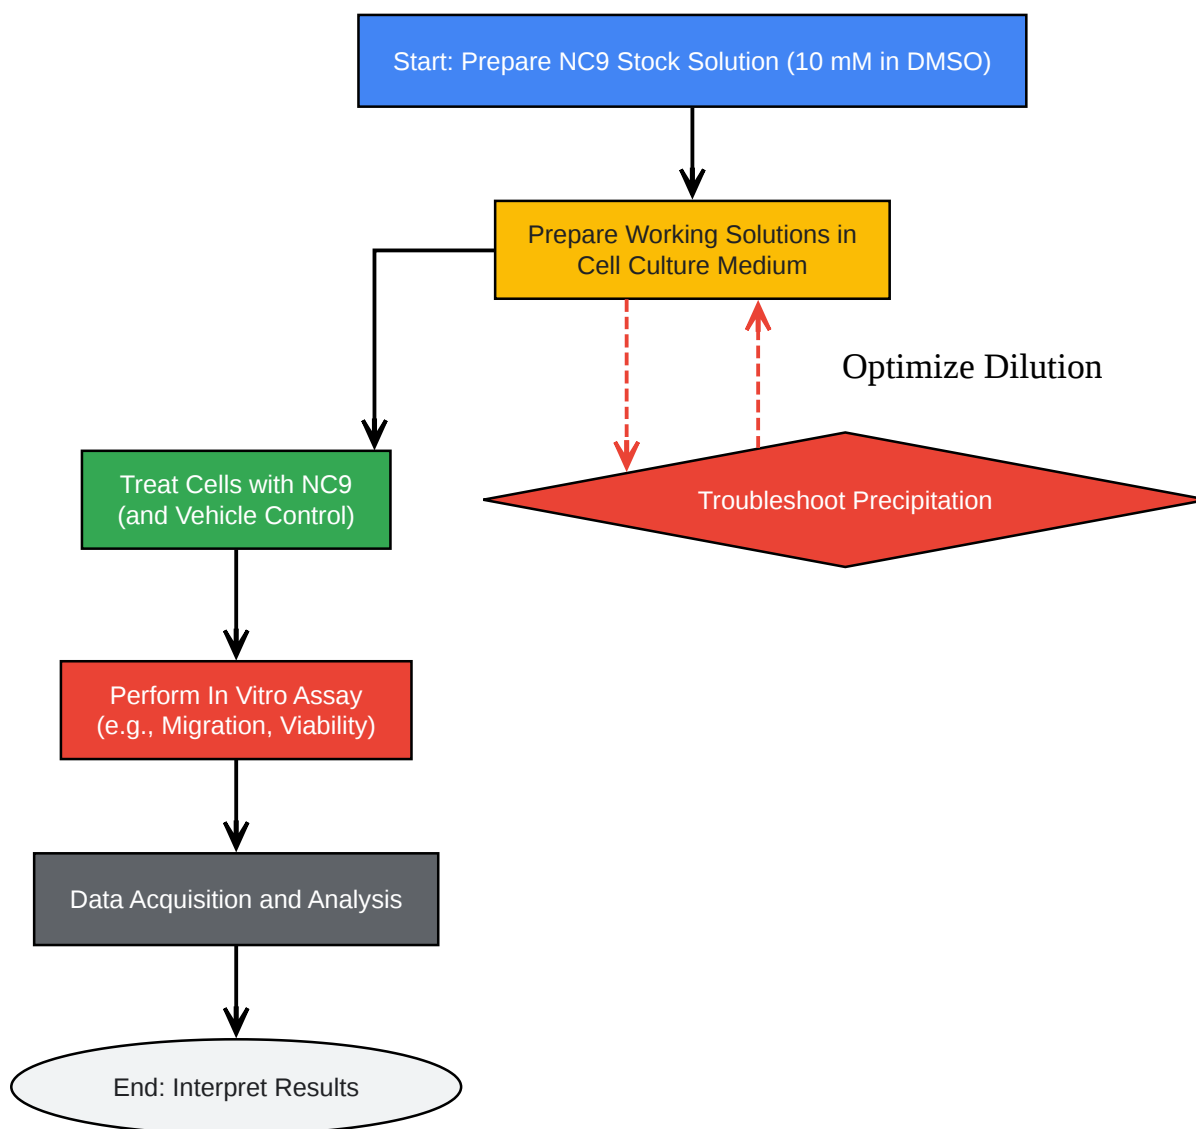 Start: Prepare NC9 Stock Solution (10 mM in DMSO)
Prepare Working Solutions in
Cell Culture Medium
Optimize Dilution
Treat Cells with NC9
(and Vehicle Control)
Troubleshoot Precipitation
Perform In Vitro Assay
(e.g., Migration, Viability)
Data Acquisition and Analysis
End: Interpret Results